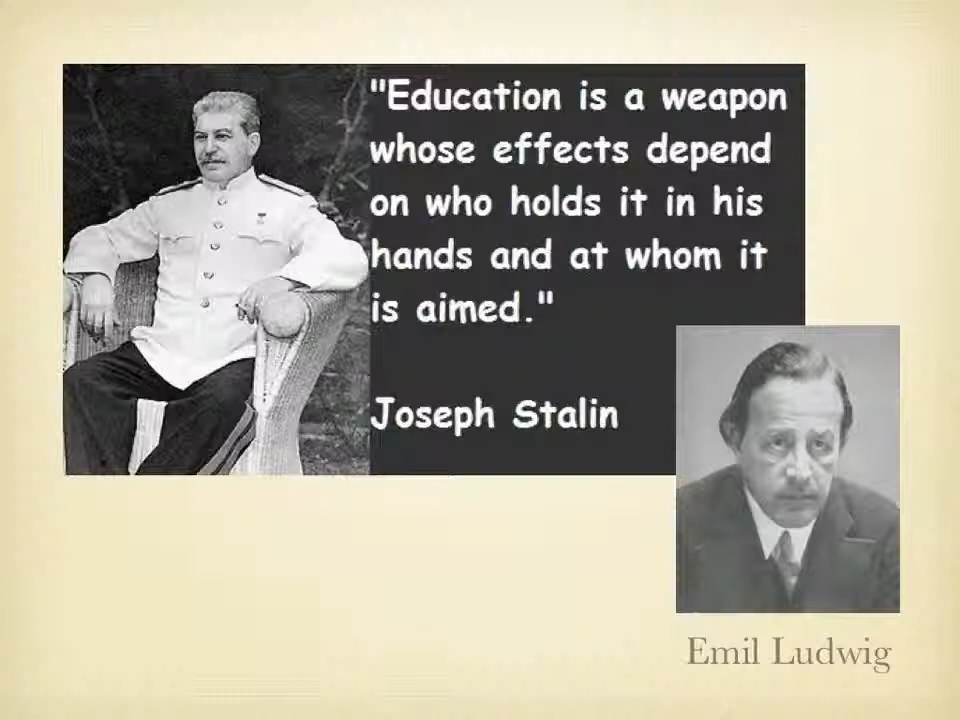 "Education is a weapon
whose effects depend
on who holds it in his
hands and at whom it
is aimed."
Joseph Stalin
Emil Ludwig